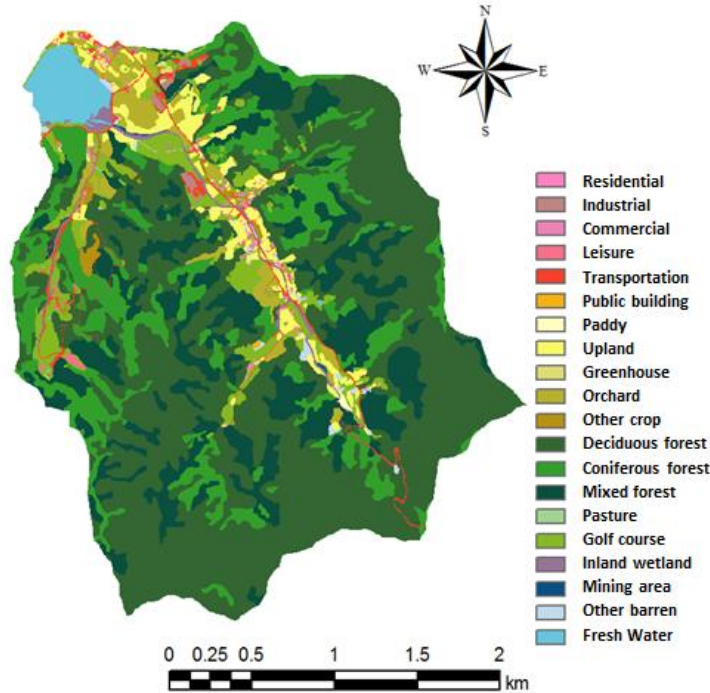 N
W
E
S
Residential
Industrial
Commercial
Leisure
Transportation
Public building
Paddy
Upland
Greenhouse
Orchard
Other crop
Deciduous forest
Coniferous forest
Mixed forest
Pasture
Golf course
Inland wetland
Mining area
Other barren
Fresh Water
0 0.25 0.5 1 1.5 2
km